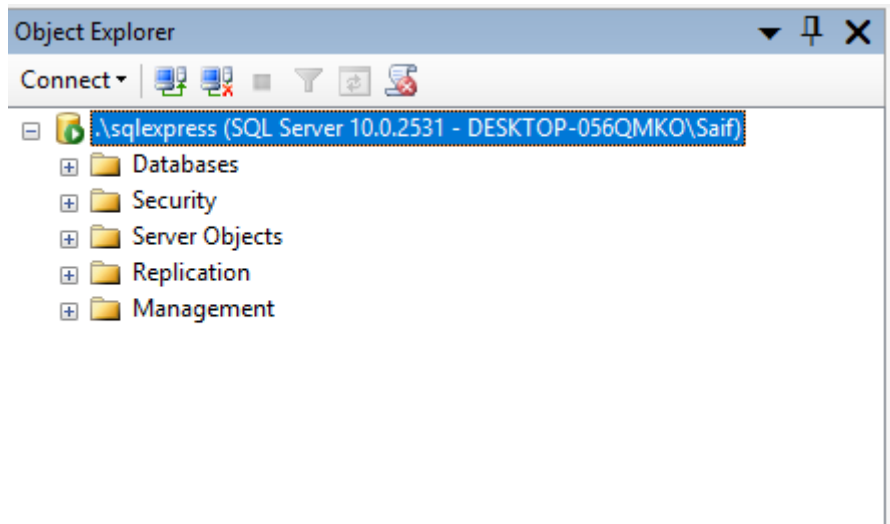 Object Explorer
Connect
.\sqlexpress (SQL Server 10.0.2531 - DESKTOP-056QMKO\Saif)
Databases
Security
Server Objects
Replication
Management